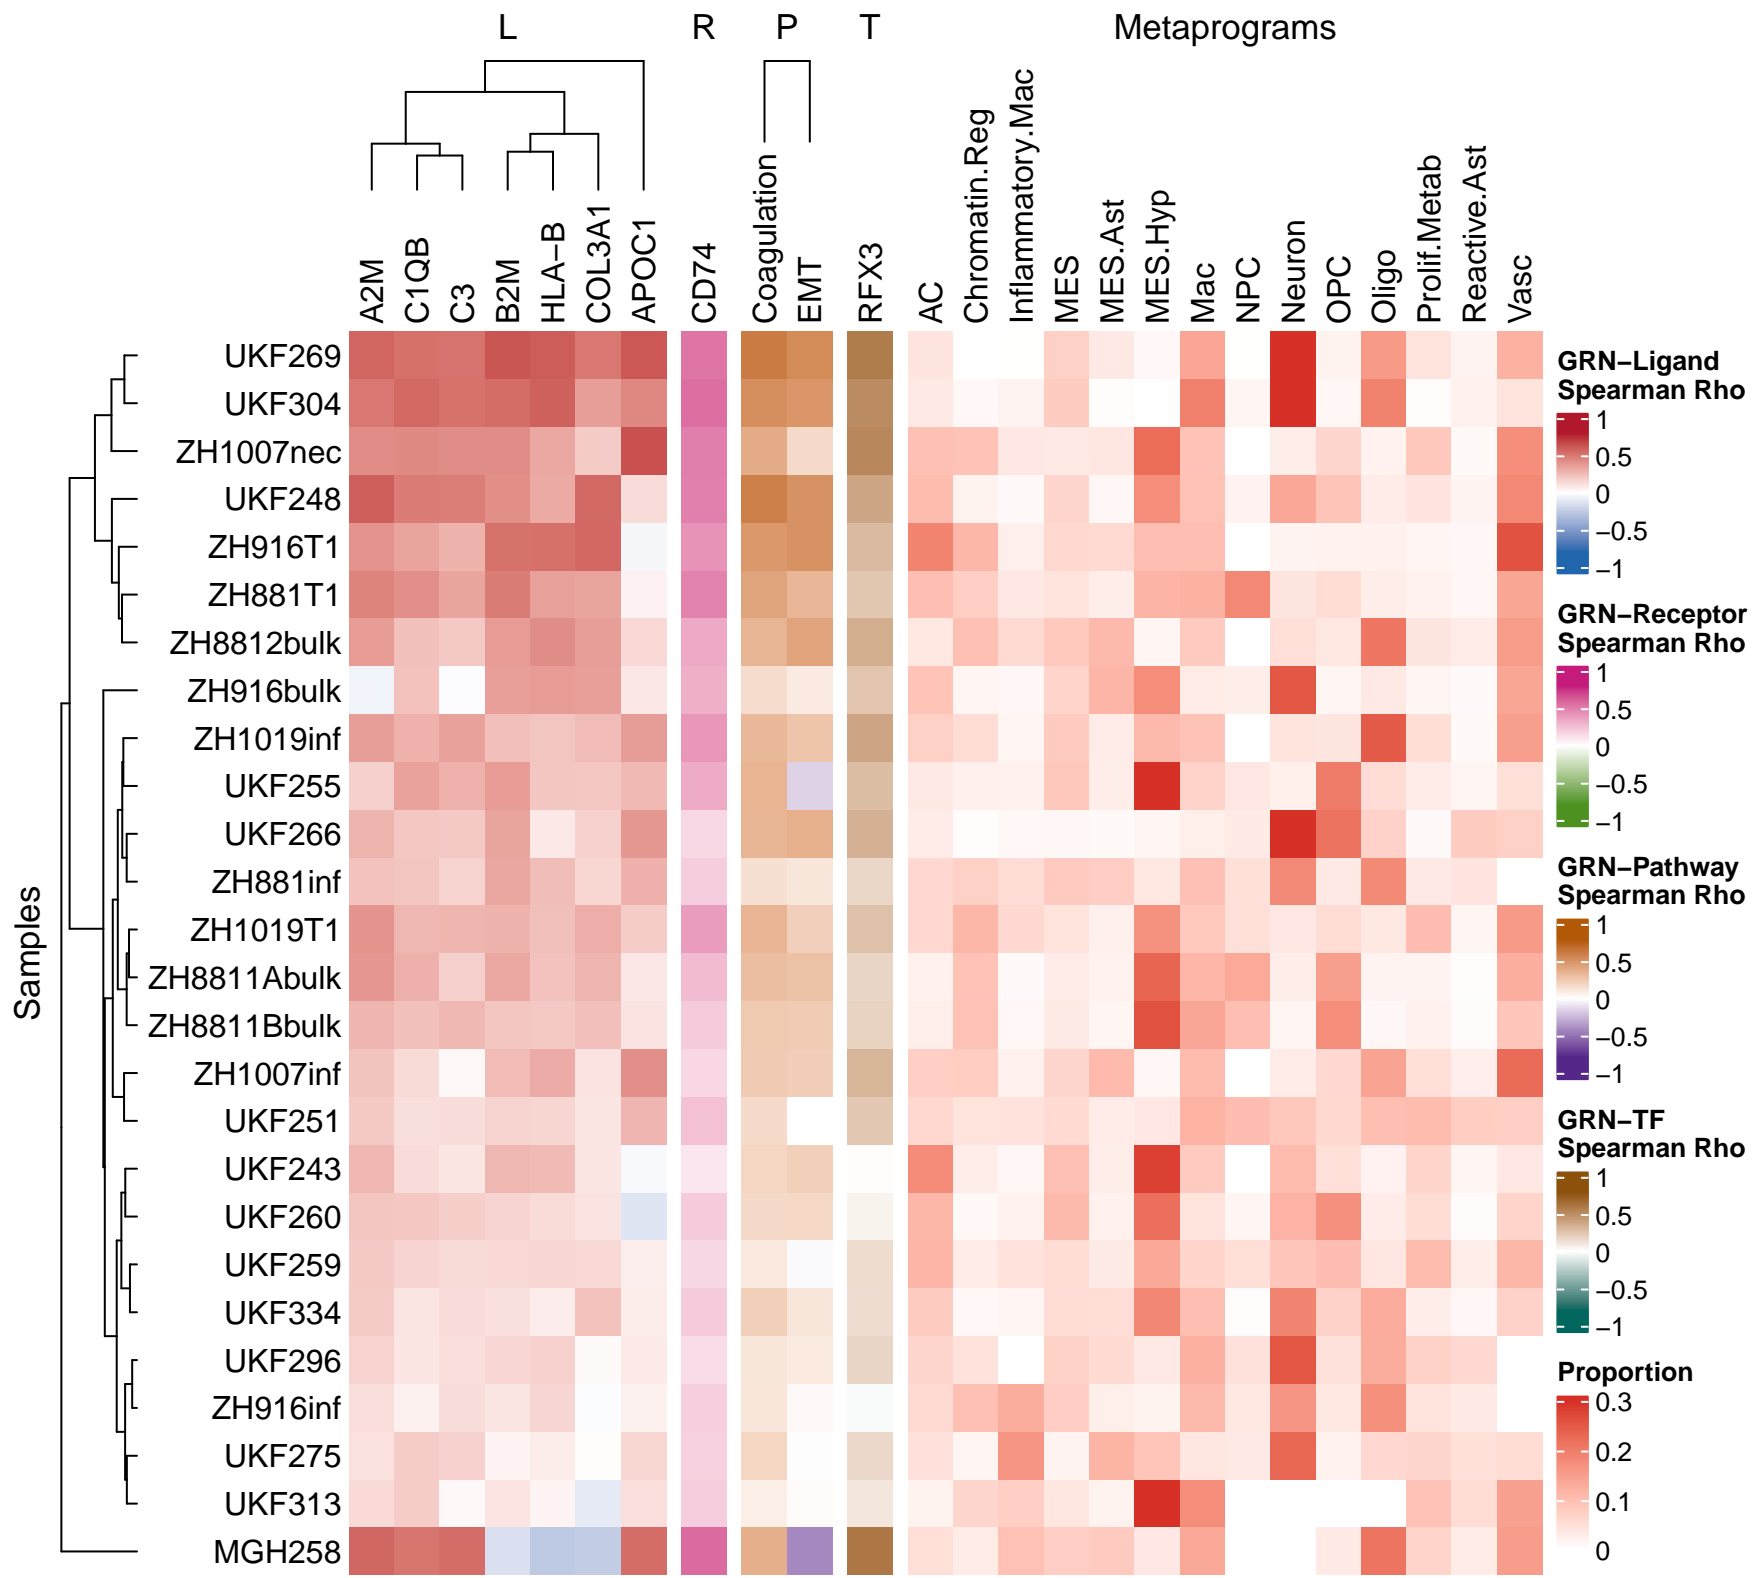 L R P T Metaprograms
A2M
C1QB
C3
B2M
HLA−B
COL3A1
APOC1
CD74
Coagulation
EMT
RFX3
AC
Chromatin.Reg
Inflammatory.Mac
MES
MES.Ast
MES.Hyp
Mac
NPC
Neuron
OPC
Oligo
Prolif.Metab
Reactive.Ast
Vasc
Samples
UKF269
UKF304
ZH1007nec
UKF248
ZH916T1
ZH881T1
ZH8812bulk
ZH916bulk
ZH1019inf
UKF255
UKF266
ZH881inf
ZH1019T1
ZH8811Abulk
ZH8811Bbulk
ZH1007inf
UKF251
UKF243
UKF260
UKF259
UKF334
UKF296
ZH916inf
UKF275
UKF313
MGH258
GRN−Ligand
Spearman Rho
1
0.5
0
−0.5
−1
GRN−Receptor
Spearman Rho
1
0.5
0
−0.5
−1
GRN−Pathway
Spearman Rho
1
0.5
0
−0.5
−1
GRN−TF
Spearman Rho
1
0.5
0
−0.5
−1
Proportion
0.3
0.2
0.1
0